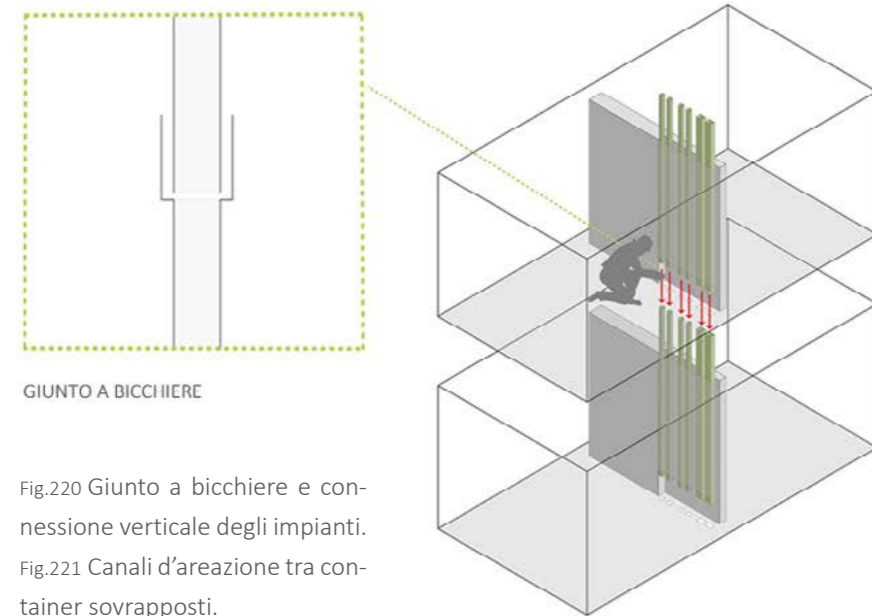 GIUNTO A BICCHIERE
Fig.220 Giunto a bicchiere e con-
nessione verticale degli impianti.
Fig.221 Canali d’areazione tra con-
tainer sovrapposti.